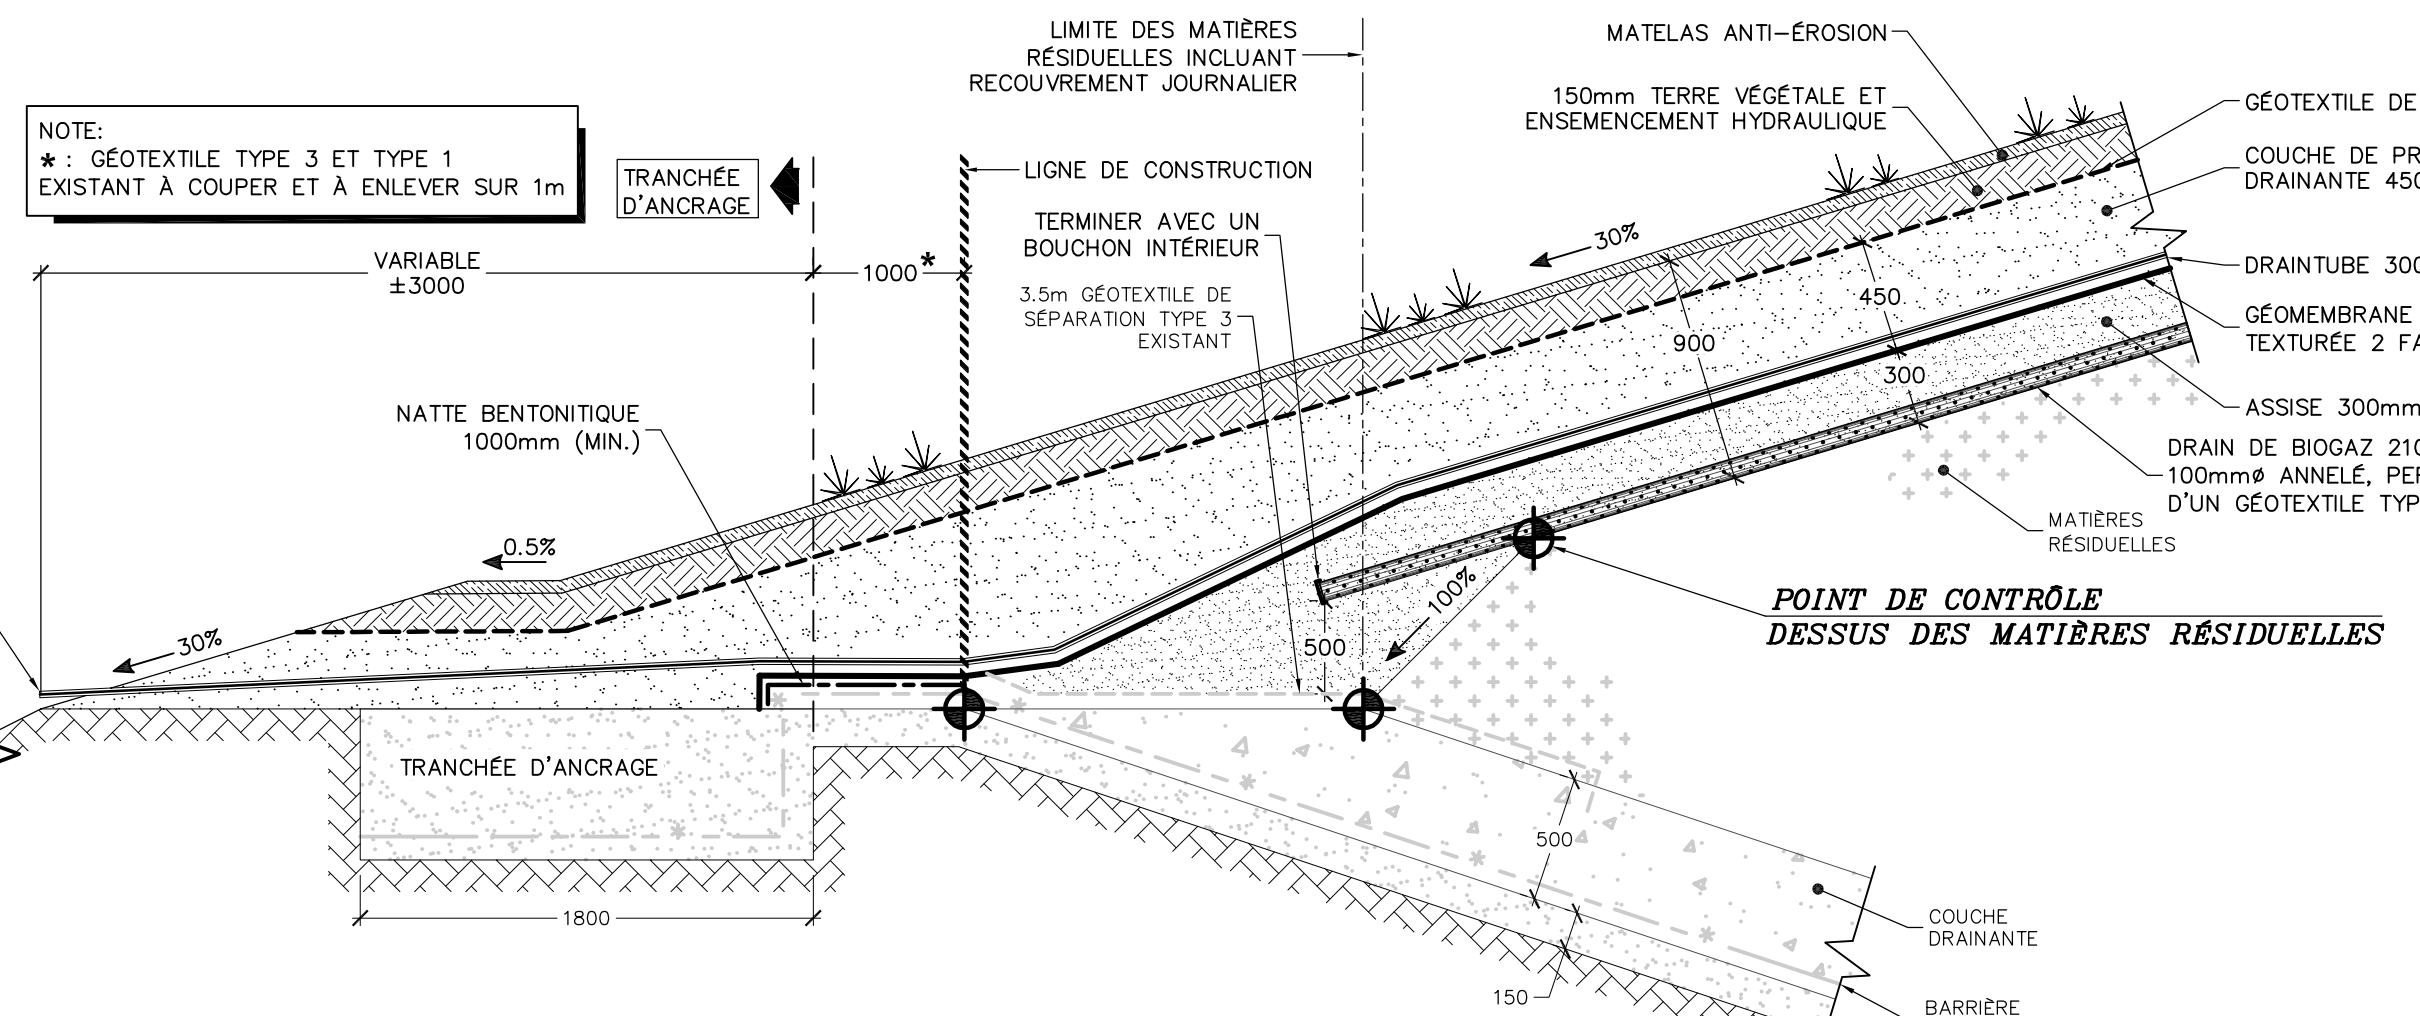 LIMITE DES MATIÈRES
RÉSIDUELLES INCLUANT
RECOUVREMENT JOURNALIER
MATELAS ANTI-ÉROSION
150mm TERRE VÉGÉTALE ET
ENSEMENCEMENT HYDRAULIQUE
GÉOTEXTILE DE
NOTE:
* : GÉOTEXTILE TYPE 3 ET TYPE 1
EXISTANT À COUPER ET À ENLEVER SUR 1m
TRANCHÉE
D'ANCRAGE
LIGNE DE CONSTRUCTION
COUCHE DE PR
DRAINANTE 450
TERMINER AVEC UN
BOUCHON INTÉRIEUR
30%
VARIABLE
±3000
1000*
3.5m GÉOTEXTILE DE
SÉPARATION TYPE 3
EXISTANT
DRAINTUBE 300
450
GÉOMEMBRANE
TEXTURÉE 2 FA
900
300
NATTE BENTONITIQUE
1000mm (MIN.)
ASSISE 300mm
DRAIN DE BIOGAZ 210
100mmø ANNELÉ, PER
D'UN GÉOTEXTILE TYP
MATIÈRES
RÉSIDUELLES
0.5%
100%
POINT DE CONTRÔLE
DESSUS DES MATIÈRES RÉSIDUELLES
30%
500
TRANCHÉE D'ANCRAGE
500
1800
COUCHE
DRAINANTE
150
BARRIÈRE